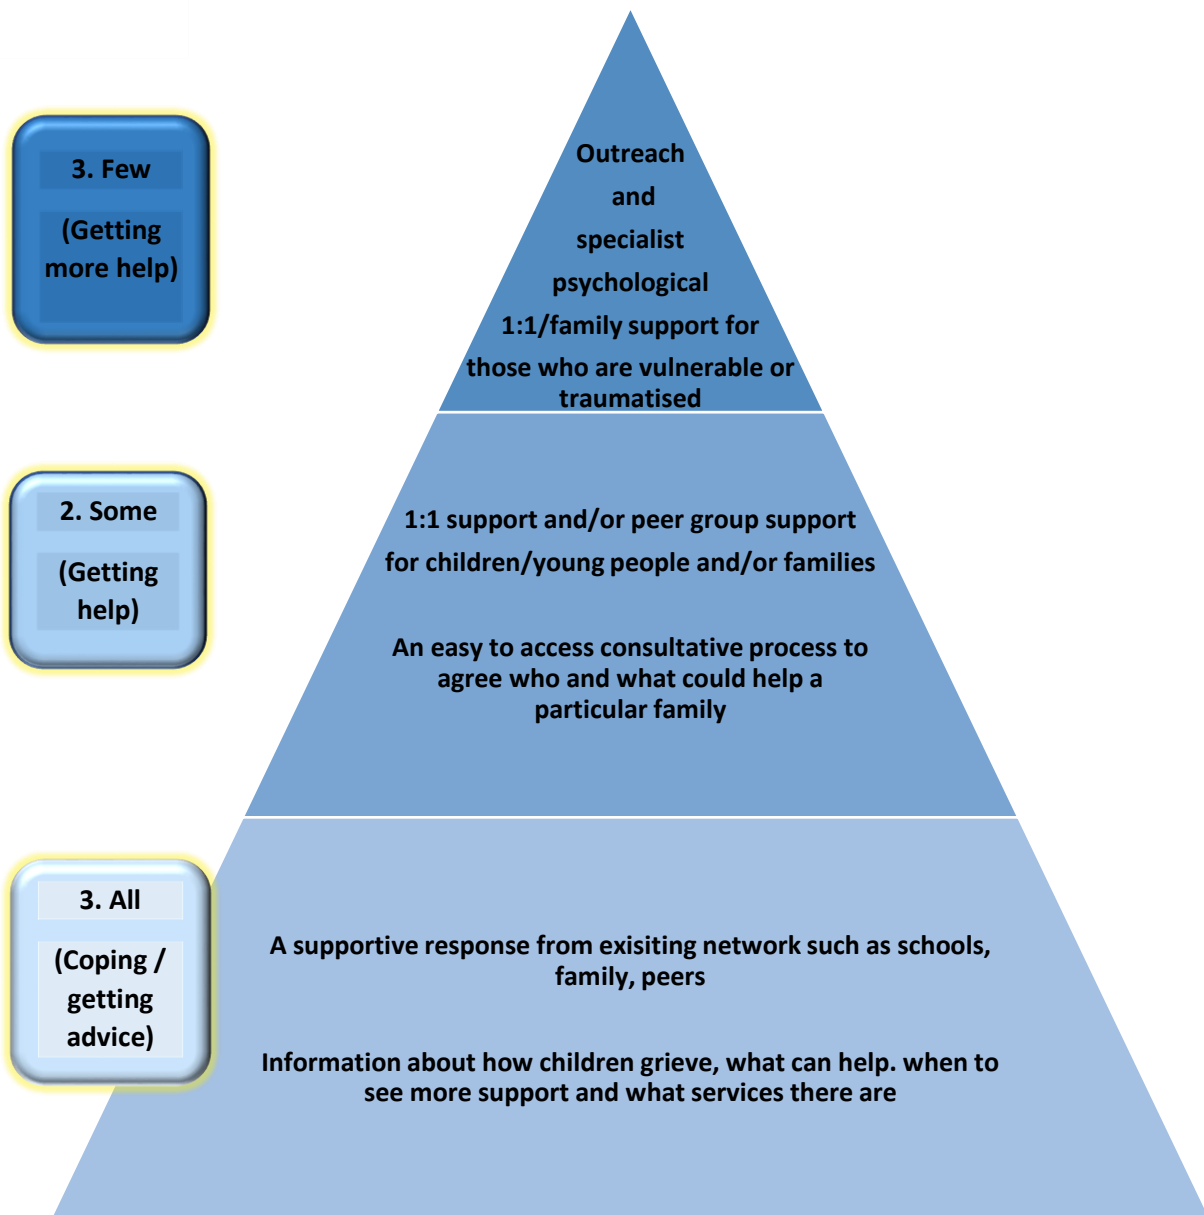 3. Few
(Getting
more help)
Outreach
and
specialist
psychological
1:1/family support for
those who are vulnerable or
traumatised
2. Some
(Getting
help)
1:1 support and/or peer group support
for children/young people and/or families
An easy to access consultative process to
agree who and what could help a
particular family
3. All
(Coping /
getting
advice)
A supportive response from exisiting network such as schools,
family, peers
Information about how children grieve, what can help. when to
see more support and what services there are